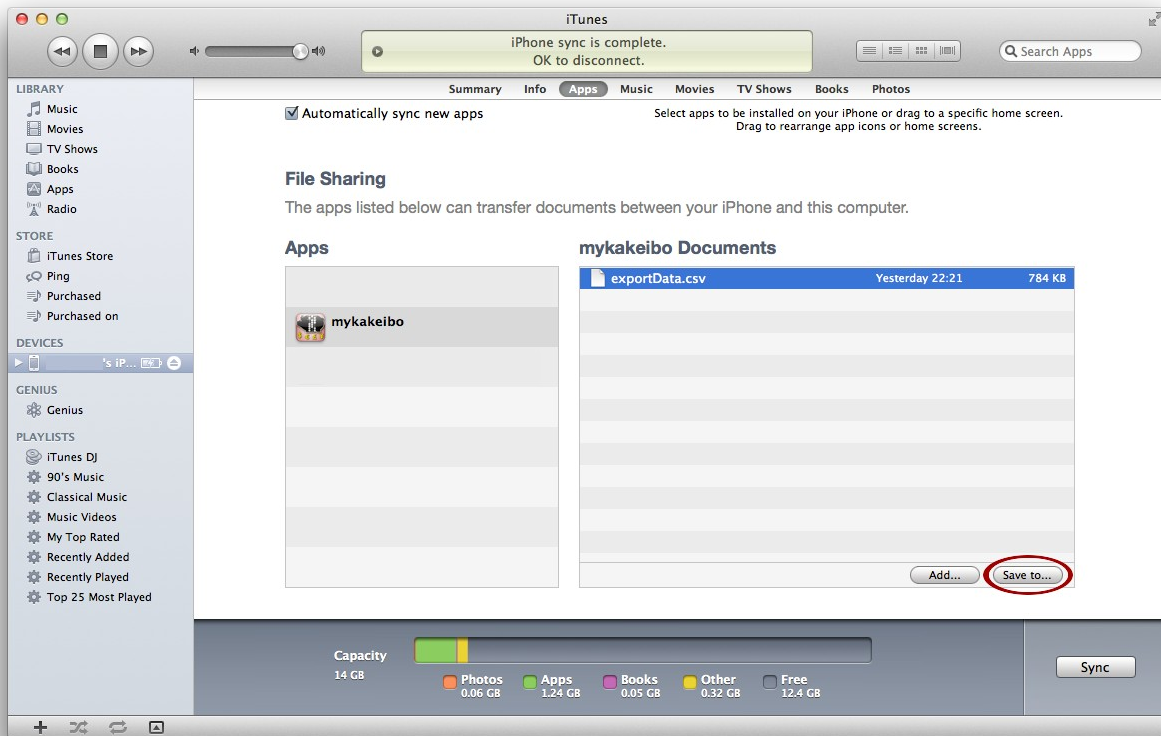 iTunes
iPhone sync is complete.
OK to disconnect.
Search Apps
LIBRARY
Music
Movies
TV Shows
Books
Apps
Radio
STORE
iTunes Store
Ping
Purchased
Purchased on
DEVICES
's iP...
GENIUS
Genius
PLAYLISTS
iTunes DJ
90's Music
Classical Music
Music Videos
My Top Rated
Recently Added
Recently Played
Top 25 Most Played
Summary Info Apps Music Movies TV Shows Books Photos
Automatically sync new apps
Select apps to be installed on your iPhone or drag to a specific home screen.
Drag to rearrange app icons or home screens.
File Sharing
The apps listed below can transfer documents between your iPhone and this computer.
Apps
mykakeibo
mykakeibo Documents
exportData.csv Yesterday 22:21 784 KB
Add... Save to...
Capacity
14 GB
Photos
0.06 GB
Apps
1.24 GB
Books
0.05 GB
Other
0.32 GB
Free
12.4 GB
Sync